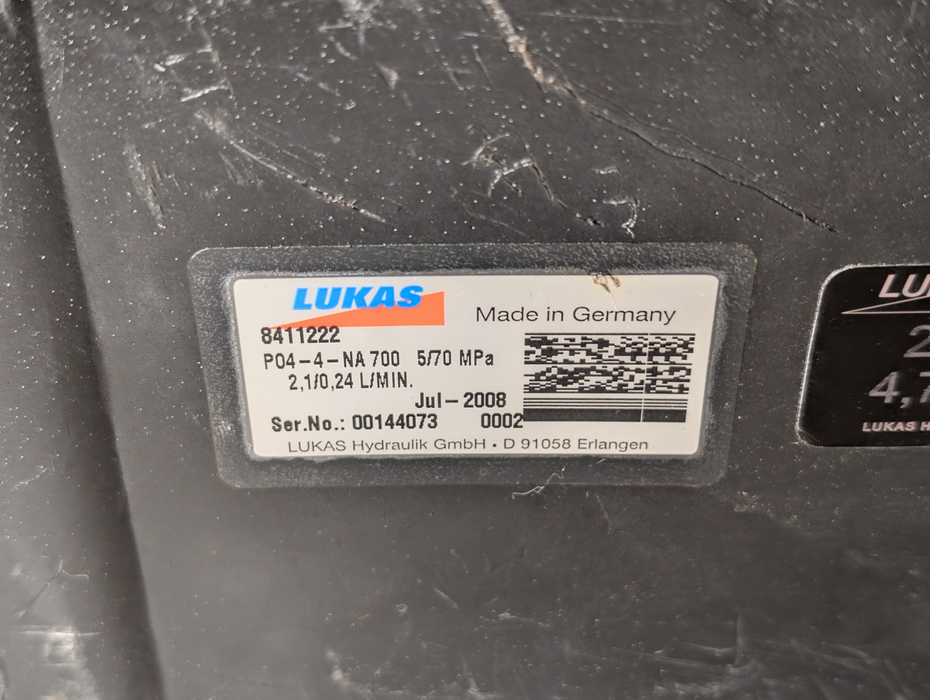 LUKAS
Made in Germany
8411222
P04-4-NA 700 5/70 MPa
2,1/0,24 L/MIN.
Jul-2008
Ser.No.: 00144073 0002
LUKAS Hydraulik GmbH • D 91058 Erlangen
LU
2
4,7
LUKAS H